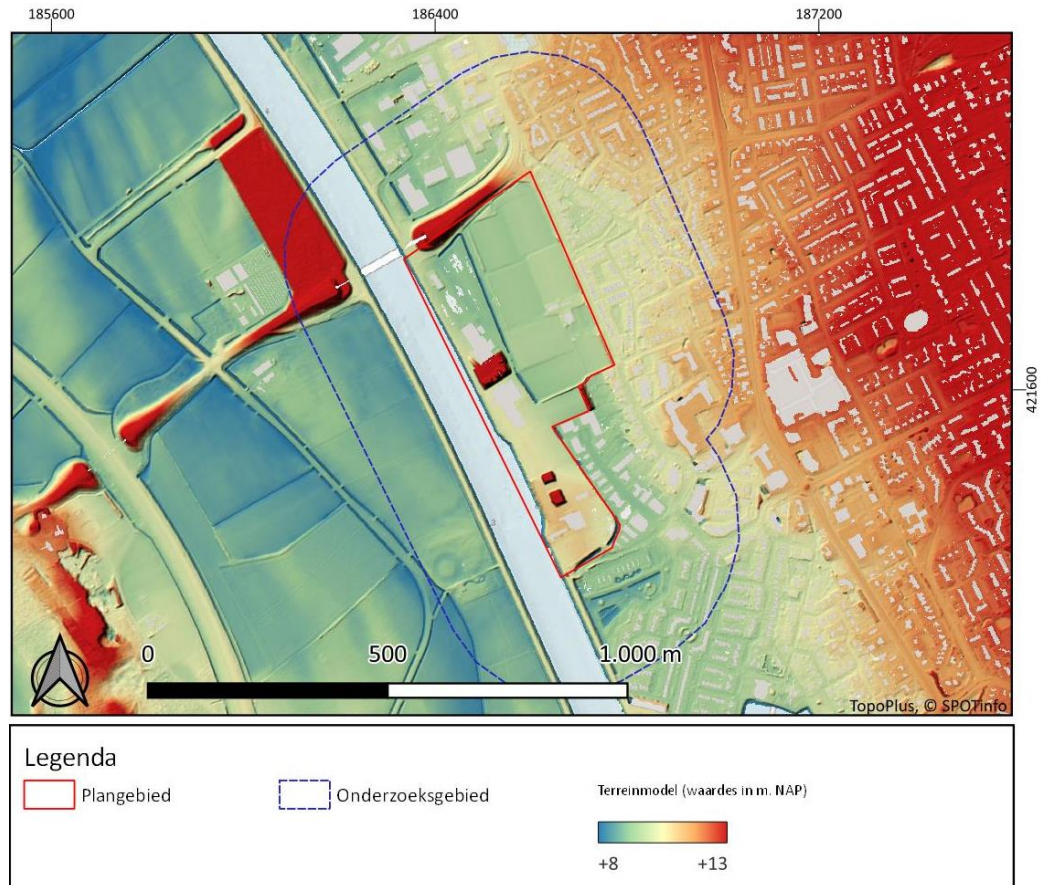 185600 186400 187200
421600
0 500 1.000 m
TopoPlus, © SPOTinfo
Legenda
Plangebied Onderzoeksgebied
Terreinmodel (waardes in m. NAP)
+8 +13